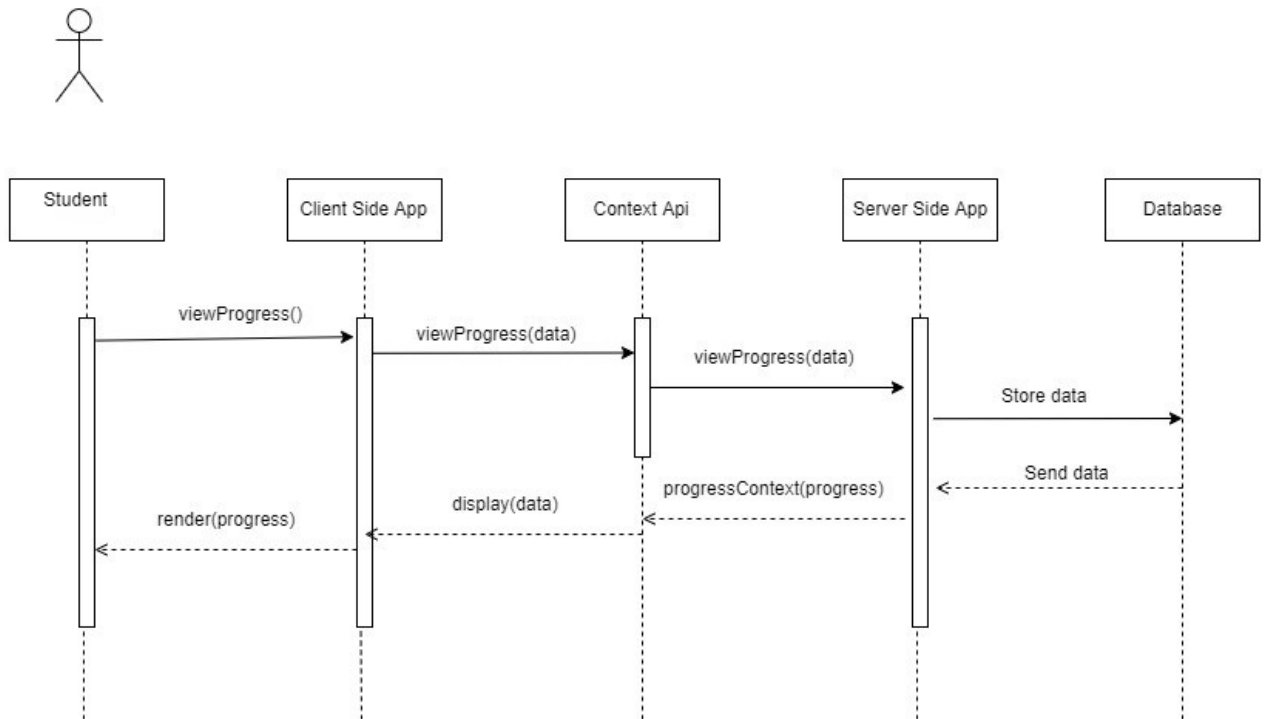 Student
Client Side App
Context Api
Server Side App
Database
viewProgress()
viewProgress(data)
viewProgress(data)
Store data
Send data
progressContext(progress)
display(data)
render(progress)